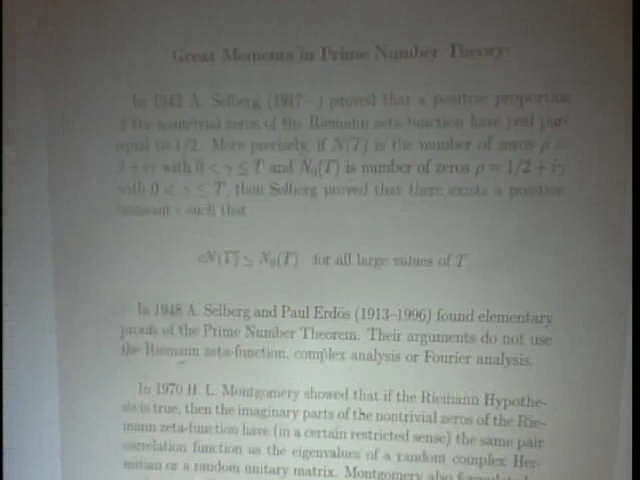 Great Moments in Prime Number Theory:
In 1942 A. Selberg (1917– ) proved that a positive proportion
of the nontrivial zeros of the Riemann zeta-function have real part
equal to 1/2. More precisely, if N(T) is the number of zeros ρ =
β + iγ with 0 < γ ≤ T and N₀(T) is number of zeros ρ = 1/2 + iγ
with 0 < γ ≤ T, then Selberg proved that there exists a positive
constant c such that
cN(T) ≤ N₀(T) for all large values of T.
In 1948 A. Selberg and Paul Erdös (1913–1996) found elementary
proofs of the Prime Number Theorem. Their arguments do not use
the Riemann zeta-function, complex analysis or Fourier analysis.
In 1970 H. L. Montgomery showed that if the Riemann Hypothe-
sis is true, then the imaginary parts of the nontrivial zeros of the Rie-
mann zeta-function have (in a certain restricted sense) the same pair
correlation function as the eigenvalues of a random complex Her-
mitian or a random unitary matrix. Montgomery also